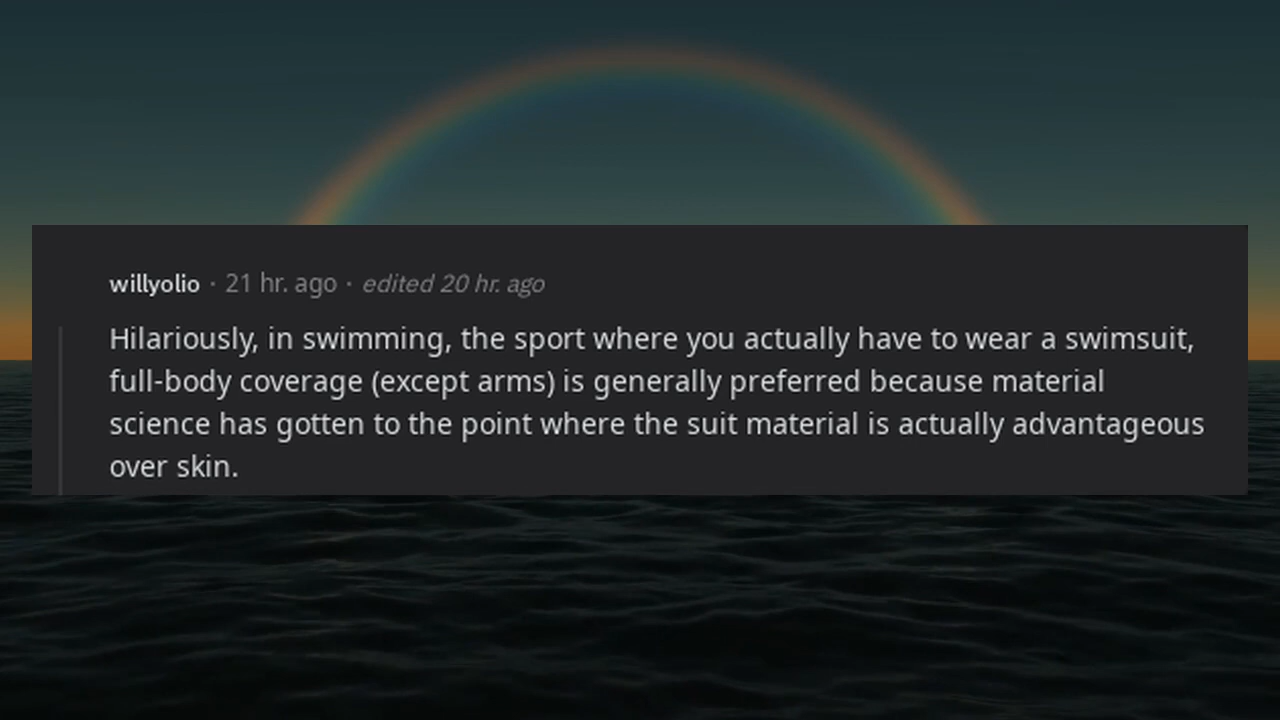 willyolio · 21 hr. ago · edited 20 hr. ago
Hilariously, in swimming, the sport where you actually have to wear a swimsuit,
full-body coverage (except arms) is generally preferred because material
science has gotten to the point where the suit material is actually advantageous
over skin.